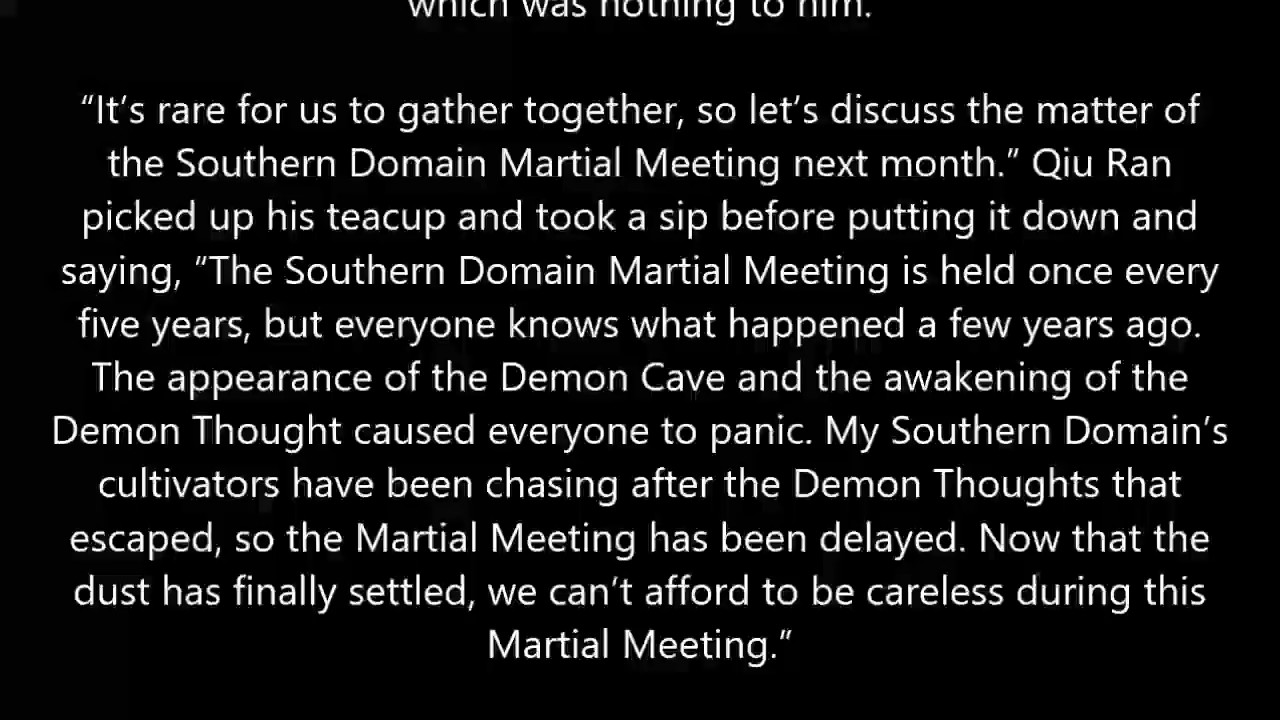 which was nothing to him.
“It’s rare for us to gather together, so let’s discuss the matter of
the Southern Domain Martial Meeting next month.” Qiu Ran
picked up his teacup and took a sip before putting it down and
saying, “The Southern Domain Martial Meeting is held once every
five years, but everyone knows what happened a few years ago.
The appearance of the Demon Cave and the awakening of the
Demon Thought caused everyone to panic. My Southern Domain’s
cultivators have been chasing after the Demon Thoughts that
escaped, so the Martial Meeting has been delayed. Now that the
dust has finally settled, we can’t afford to be careless during this
Martial Meeting.”